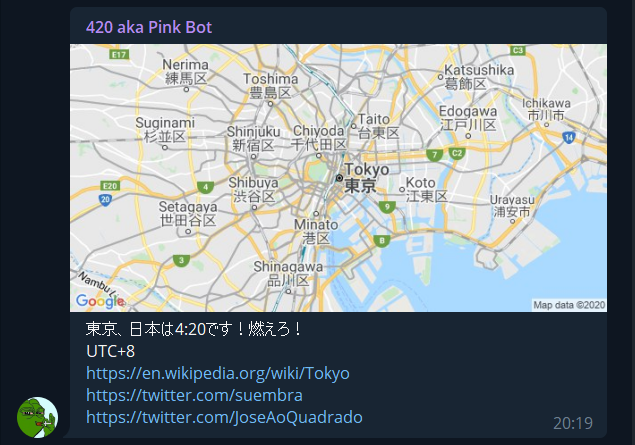 420 aka Pink Bot
E17
Nerima
練馬区
Toshima
豊島区
Katsushika
葛飾区
Suginami
杉並区
Shinjuku
新宿区
Chiyoda
千代田区
Taito
台東区
Edogawa
江戸川区
Ichikawa
市川市
14
7
C2
E20
20
4
Shibuya
渋谷区
Tokyo
東京
Koto
江東区
Setagaya
世田谷区
9
Urayasu
浦安市
Minato
港区
8
3
Shinagawa
品川区
Nambu
Google
Map data ©2020
東京、日本は4:20です！燃えろ！
UTC+8
https://en.wikipedia.org/wiki/Tokyo
https://twitter.com/suembra
https://twitter.com/JoseAoQuadrado
20:19